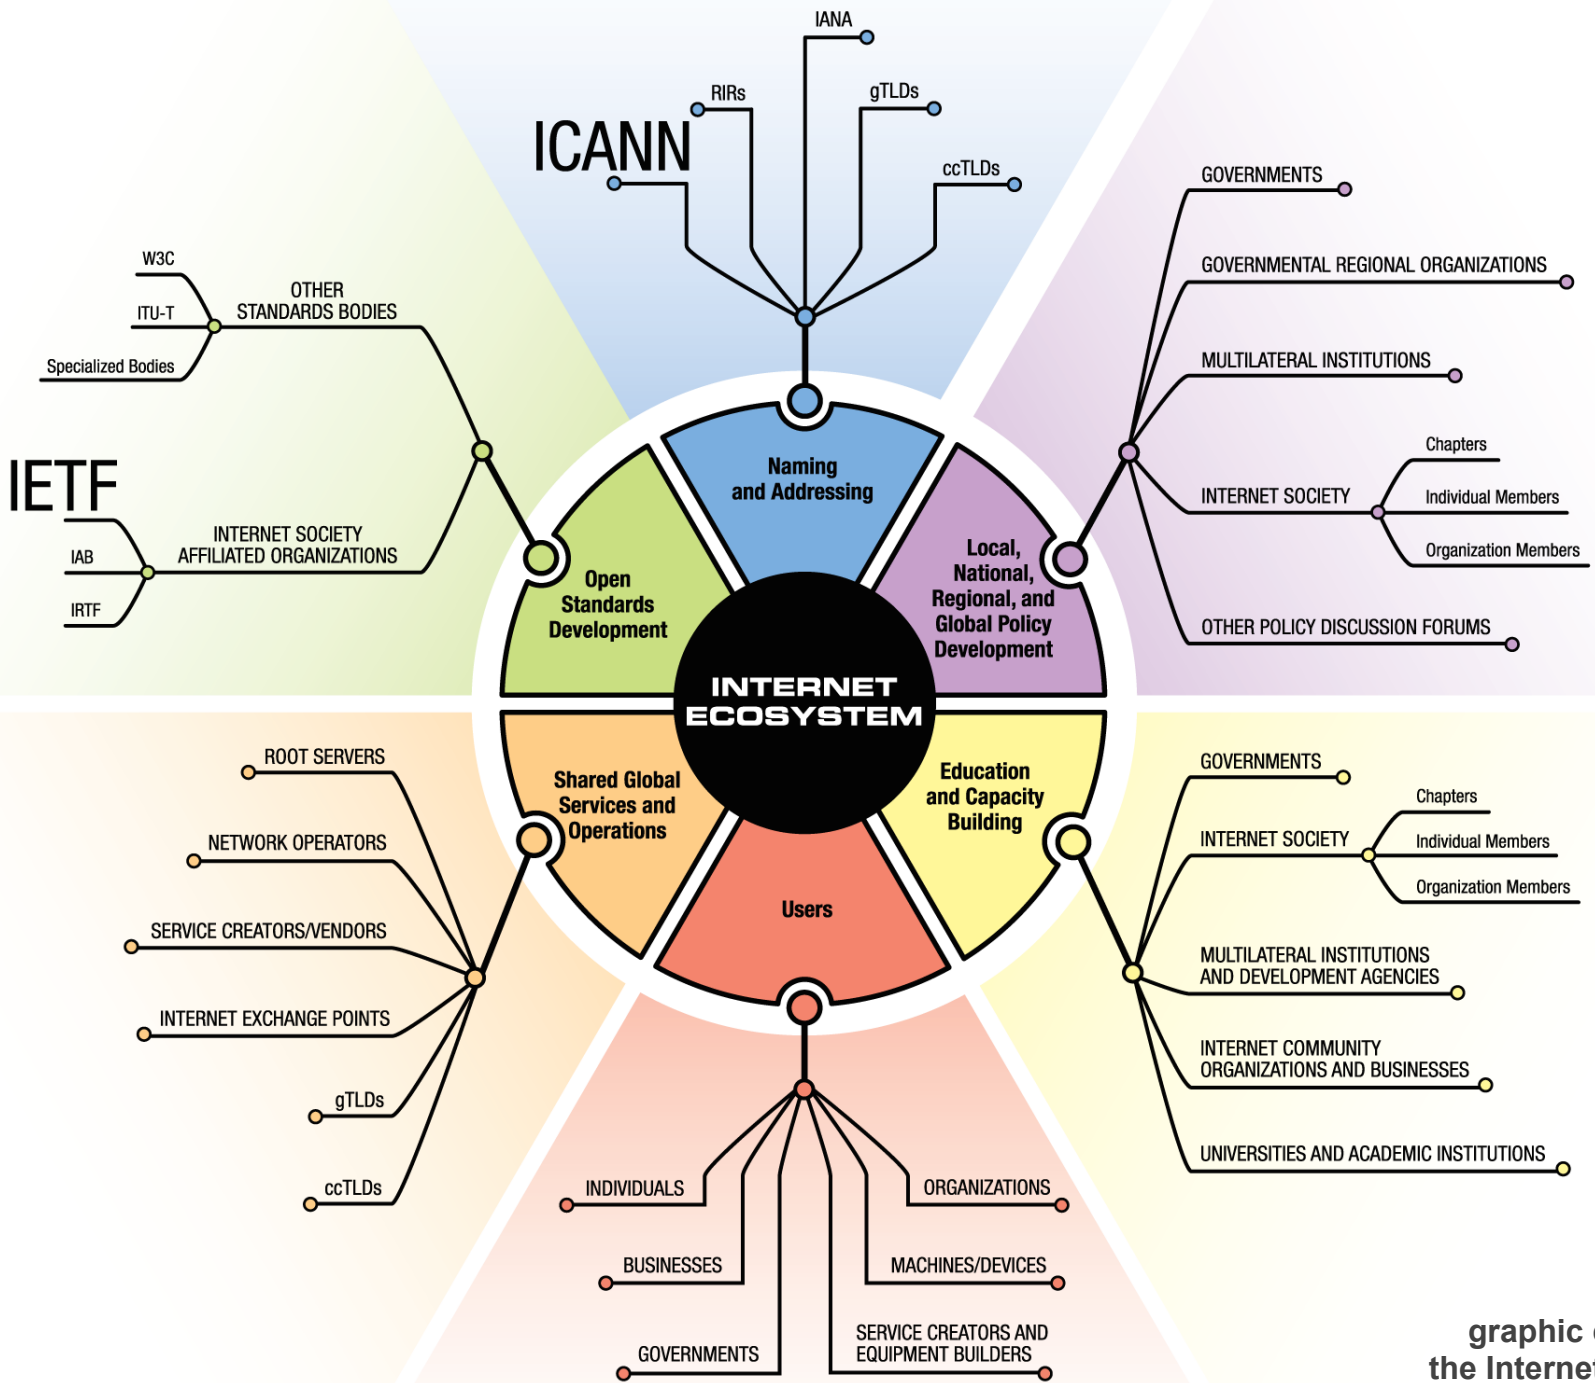 IANA
RIRs
gTLDs
ICANN
ccTLDs
W3C
ITU-T
Specialized Bodies
OTHER
STANDARDS BODIES
IETF
IAB
IRTF
INTERNET SOCIETY
AFFILIATED ORGANIZATIONS
GOVERNMENTS
GOVERNMENTAL REGIONAL ORGANIZATIONS
MULTILATERAL INSTITUTIONS
INTERNET SOCIETY
Chapters
Individual Members
Organization Members
OTHER POLICY DISCUSSION FORUMS
Naming
and Addressing
Open
Standards
Development
Local,
National,
Regional, and
Global Policy
Development
INTERNET
ECOSYSTEM
Shared Global
Services and
Operations
Education
and Capacity
Building
Users
ROOT SERVERS
NETWORK OPERATORS
SERVICE CREATORS/VENDORS
INTERNET EXCHANGE POINTS
gTLDs
ccTLDs
GOVERNMENTS
INTERNET SOCIETY
Chapters
Individual Members
Organization Members
MULTILATERAL INSTITUTIONS
AND DEVELOPMENT AGENCIES
INTERNET COMMUNITY
ORGANIZATIONS AND BUSINESSES
UNIVERSITIES AND ACADEMIC INSTITUTIONS
INDIVIDUALS
BUSINESSES
GOVERNMENTS
ORGANIZATIONS
MACHINES/DEVICES
SERVICE CREATORS AND
EQUIPMENT BUILDERS
graphic
the Internet